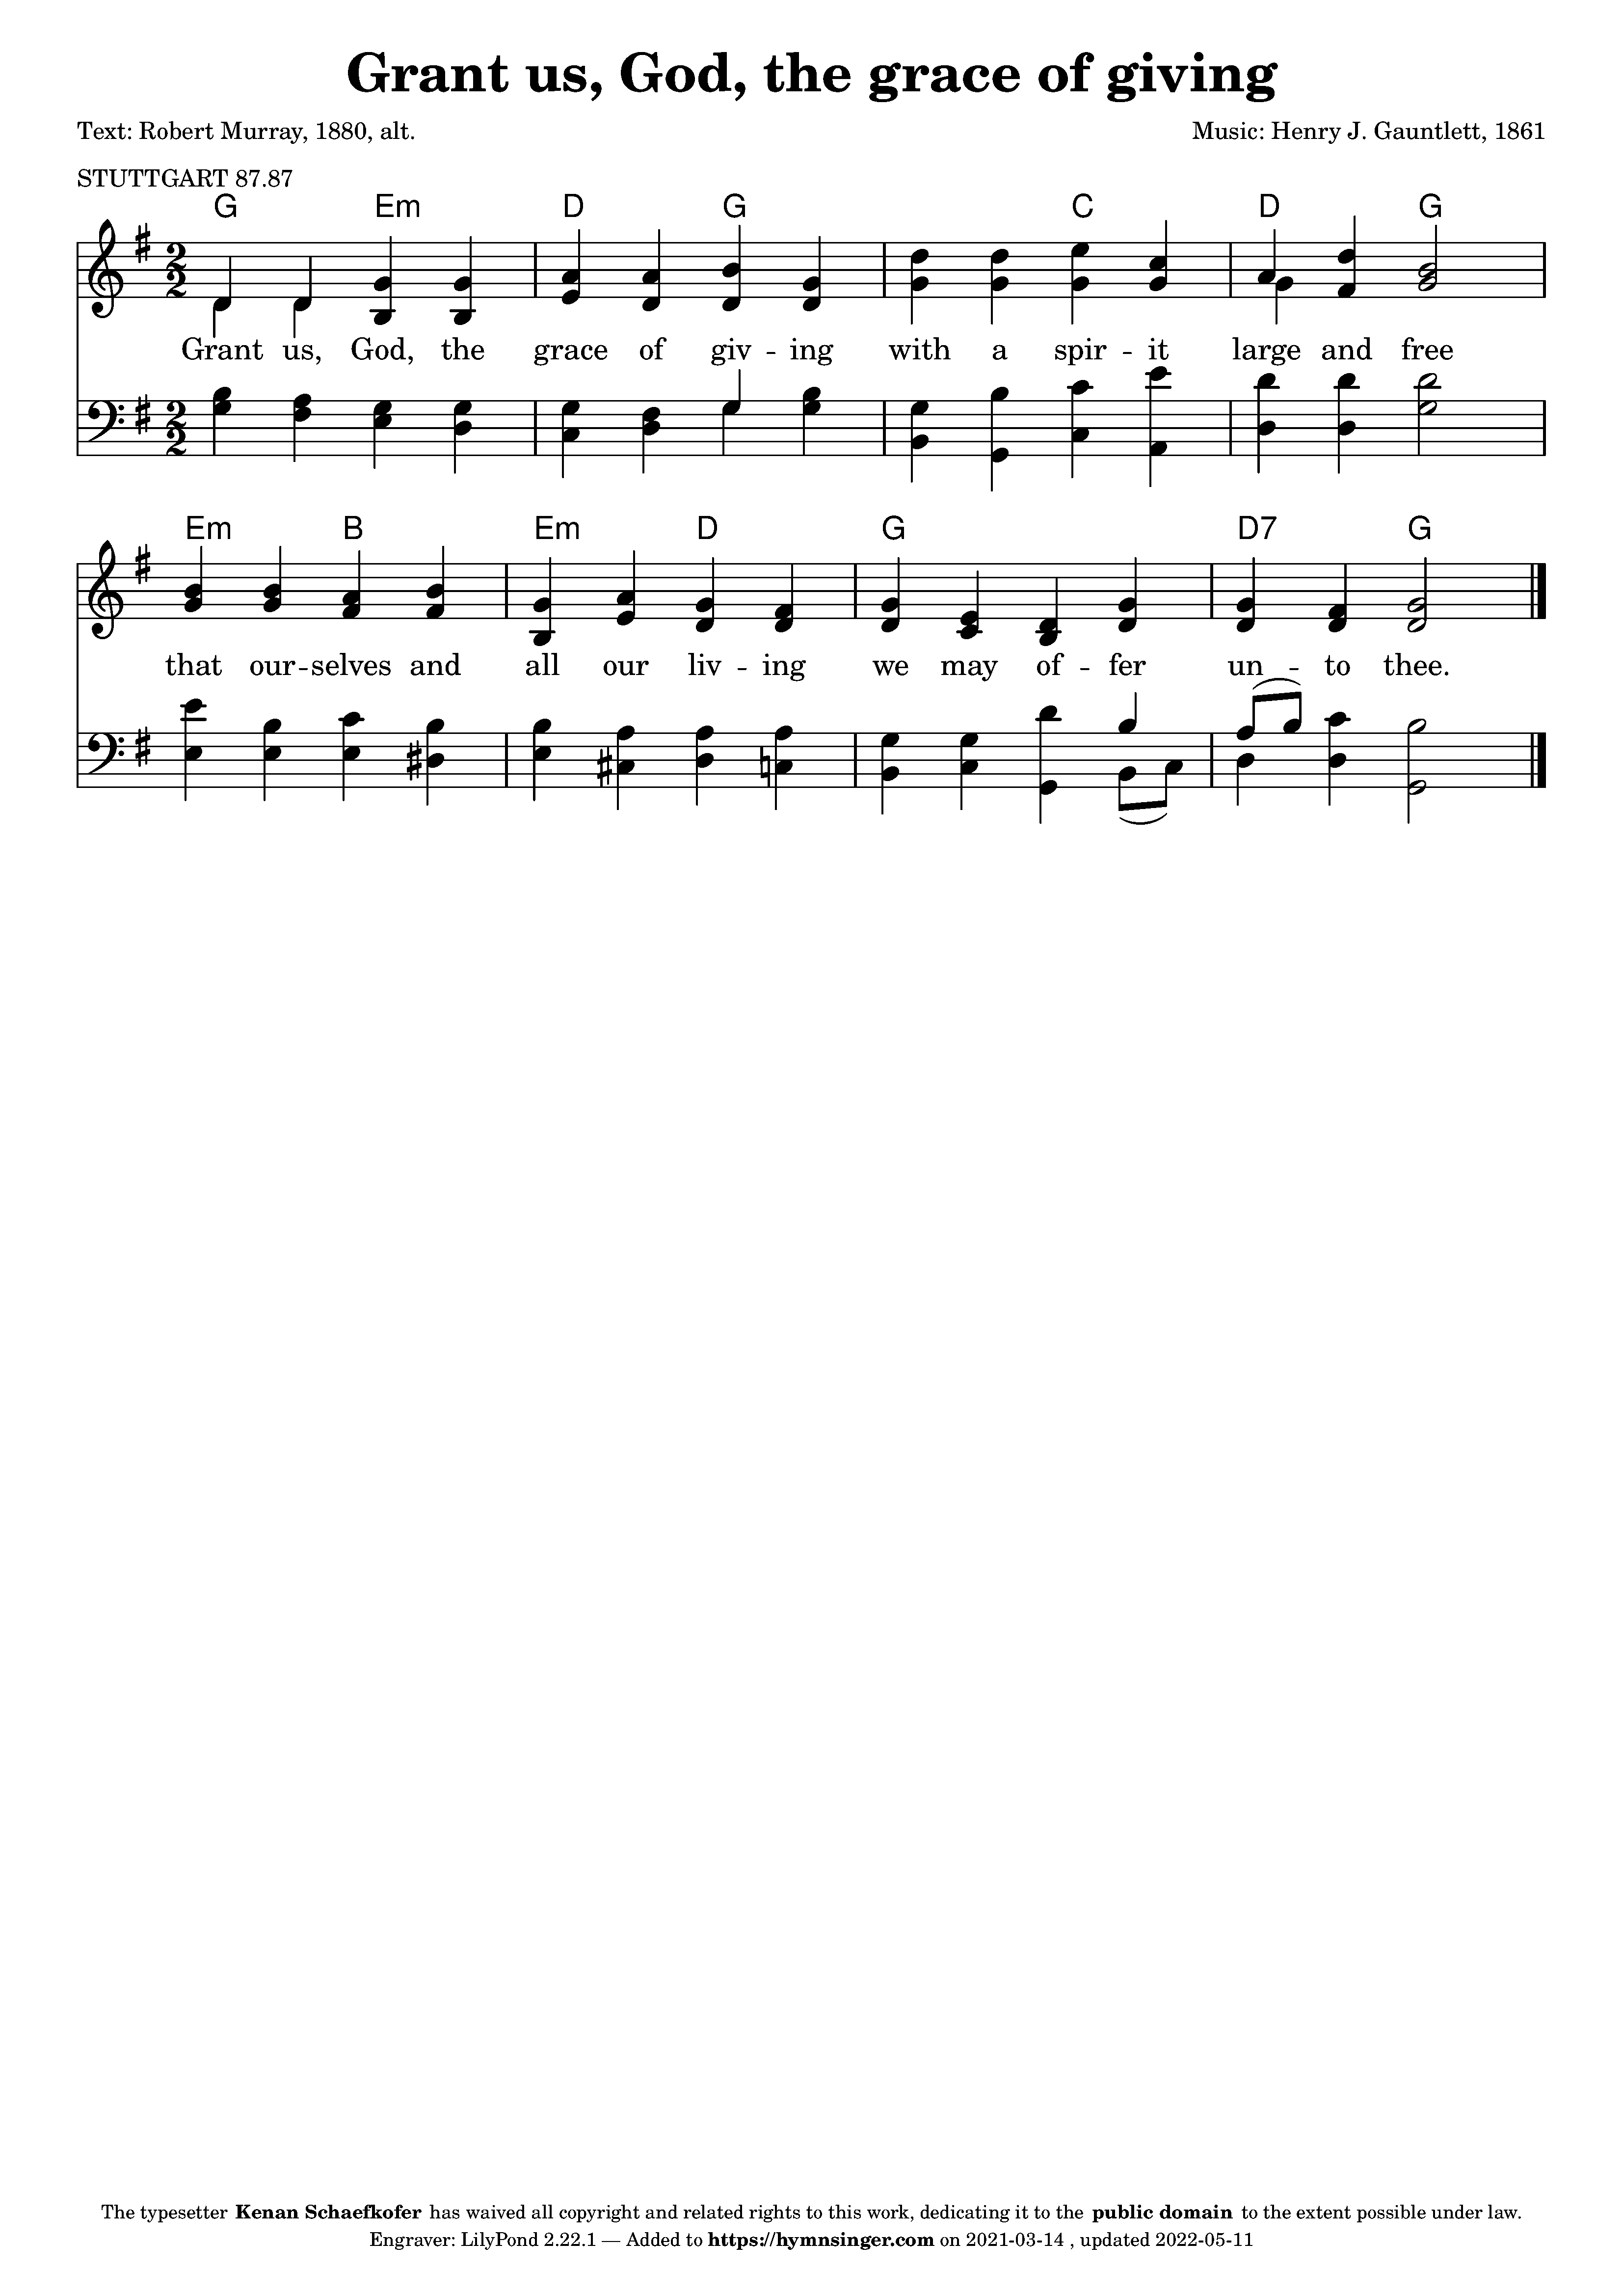 Grant us, God, the grace of giving
Text: Robert Murray, 1880, alt.
Music: Henry J. Gauntlett, 1861
STUTTGART 87.87
G Em D G C D G
2 2
Grant us, God, the grace of giv -- ing with a spir -- it large and free
2 2
Em B Em D G D7 G
that our -- selves and all our liv -- ing we may of -- fer un -- to thee.
The typesetter Kenan Schaefkofer has waived all copyright and related rights to this work, dedicating it to the public domain to the extent possible under law.
Engraver: LilyPond 2.22.1 — Added to https://hymnsinger.com on 2021-03-14 , updated 2022-05-11